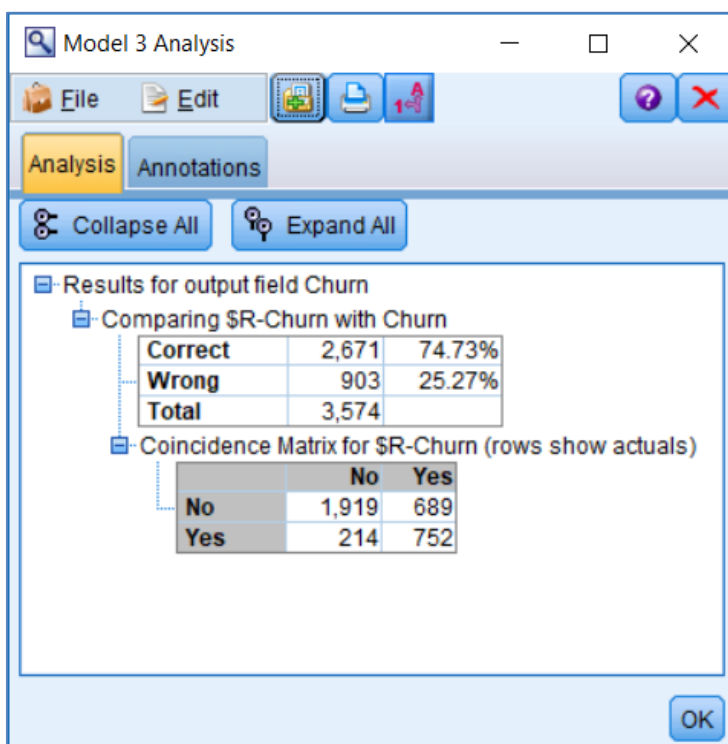 Model 3 Analysis
File Edit
Analysis Annotations
Collapse All Expand All
Results for output field Churn
Comparing $R-Churn with Churn
Correct 2,671 74.73%
Wrong 903 25.27%
Total 3,574
Coincidence Matrix for $R-Churn (rows show actuals)
No Yes
No 1,919 689
Yes 214 752
OK